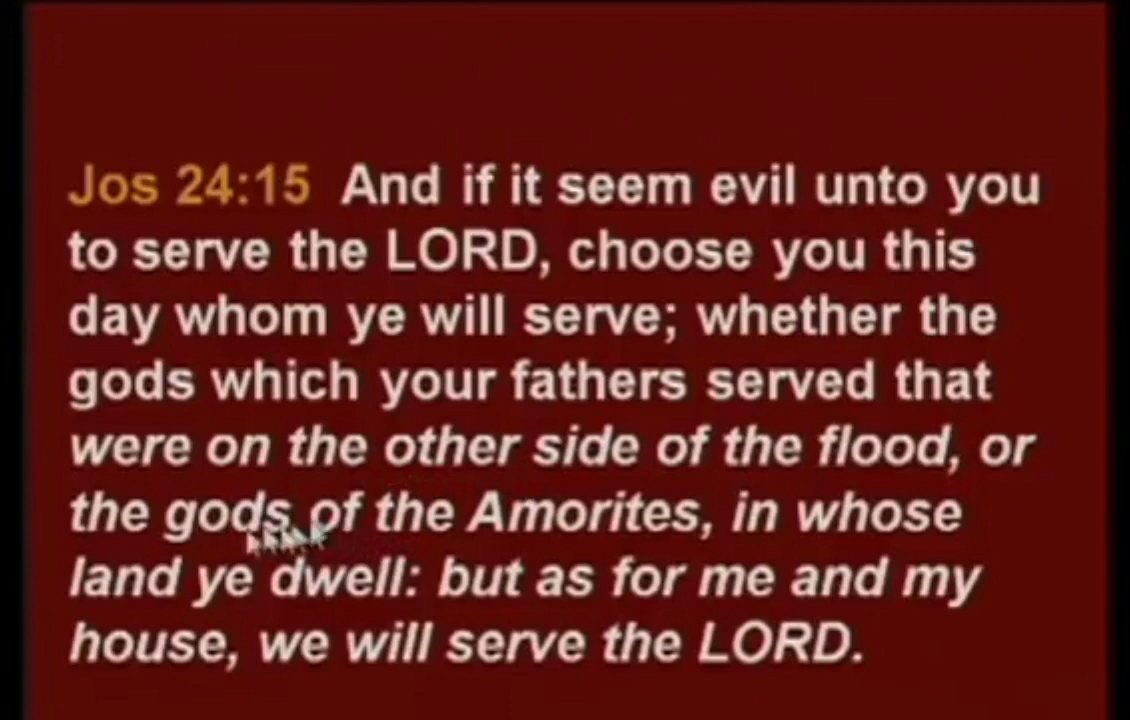 Jos 24:15 And if it seem evil unto you
to serve the LORD, choose you this
day whom ye will serve; whether the
gods which your fathers served that
were on the other side of the flood, or
the gods of the Amorites, in whose
land ye dwell: but as for me and my
house, we will serve the LORD.